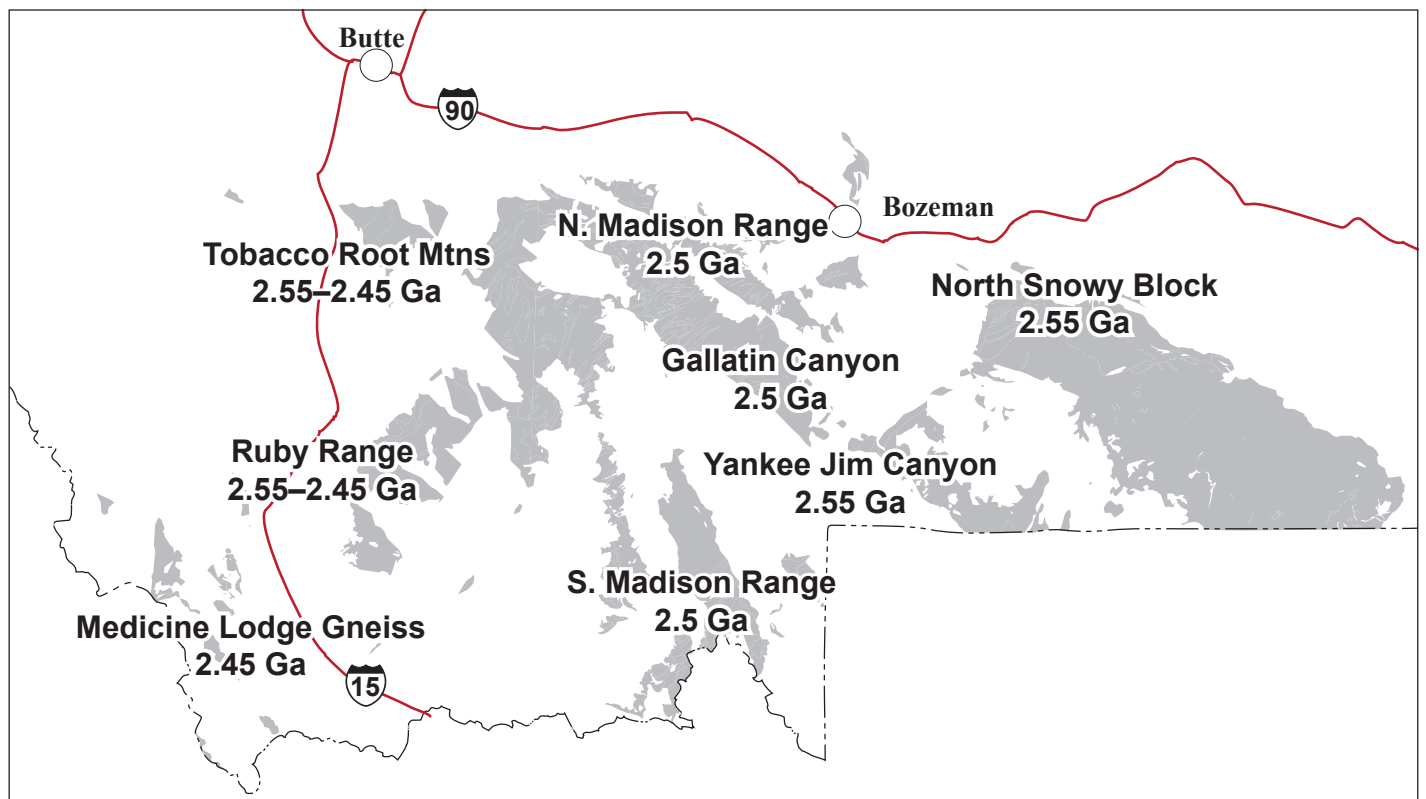 Butte
90
Bozeman
N. Madison Range
2.5 Ga
Tobacco Root Mtns
2.55–2.45 Ga
North Snowy Block
2.55 Ga
Gallatin Canyon
2.5 Ga
Ruby Range
2.55–2.45 Ga
Yankee Jim Canyon
2.55 Ga
S. Madison Range
2.5 Ga
Medicine Lodge Gneiss
2.45 Ga
15